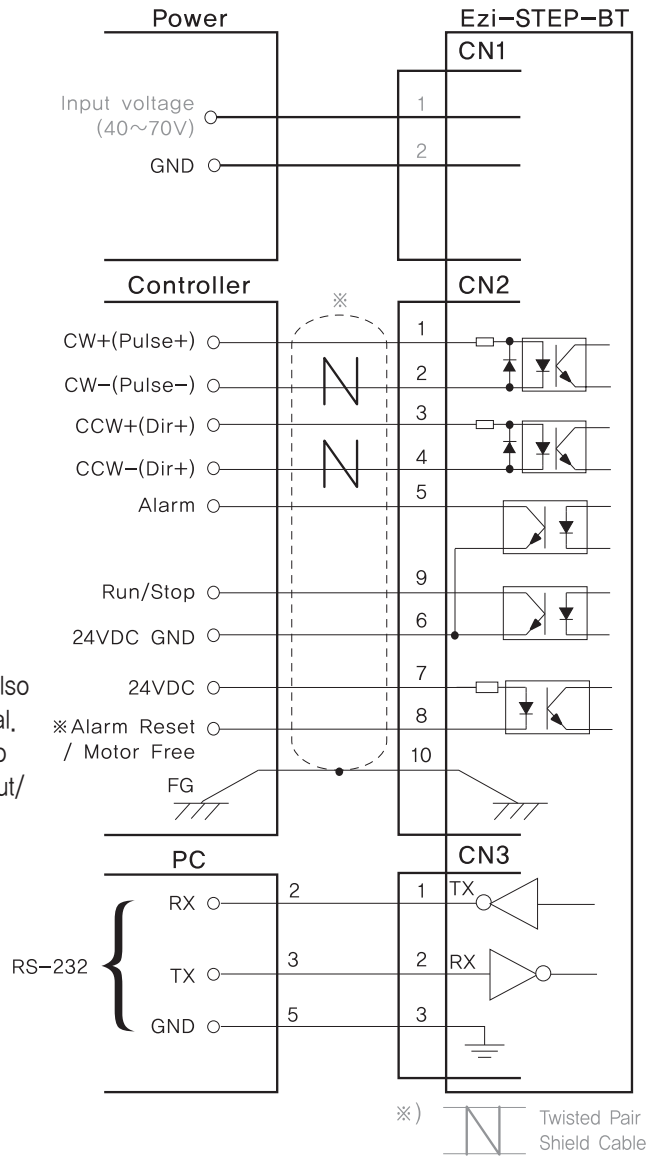 Power
Ezi-STEP-BT
CN1
Input voltage
(40~70V)
1
GND
2
Controller
CN2
※
CW+(Pulse+)
1
CW-(Pulse-)
2
CCW+(Dir+)
3
CCW-(Dir+)
4
Alarm
5
Run/Stop
9
24VDC GND
6
24VDC
7
※Alarm Reset
/ Motor Free
8
FG
10
lso
al.
o
ut/
PC
CN3
RS-232
RX
2
1
TX
TX
3
2
RX
GND
5
3
※)
Twisted Pair
Shield Cable